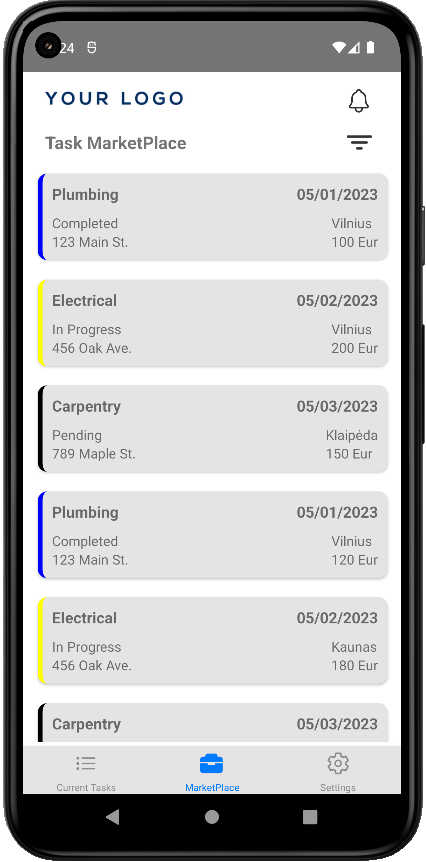 24
YOUR LOGO
Task MarketPlace
Plumbing 05/01/2023
Completed Vilnius
123 Main St. 100 Eur
Electrical 05/02/2023
In Progress Vilnius
456 Oak Ave. 200 Eur
Carpentry 05/03/2023
Pending Klaipėda
789 Maple St. 150 Eur
Plumbing 05/01/2023
Completed Vilnius
123 Main St. 120 Eur
Electrical 05/02/2023
In Progress Kaunas
456 Oak Ave. 180 Eur
Carpentry 05/03/2023
Current Tasks MarketPlace Settings